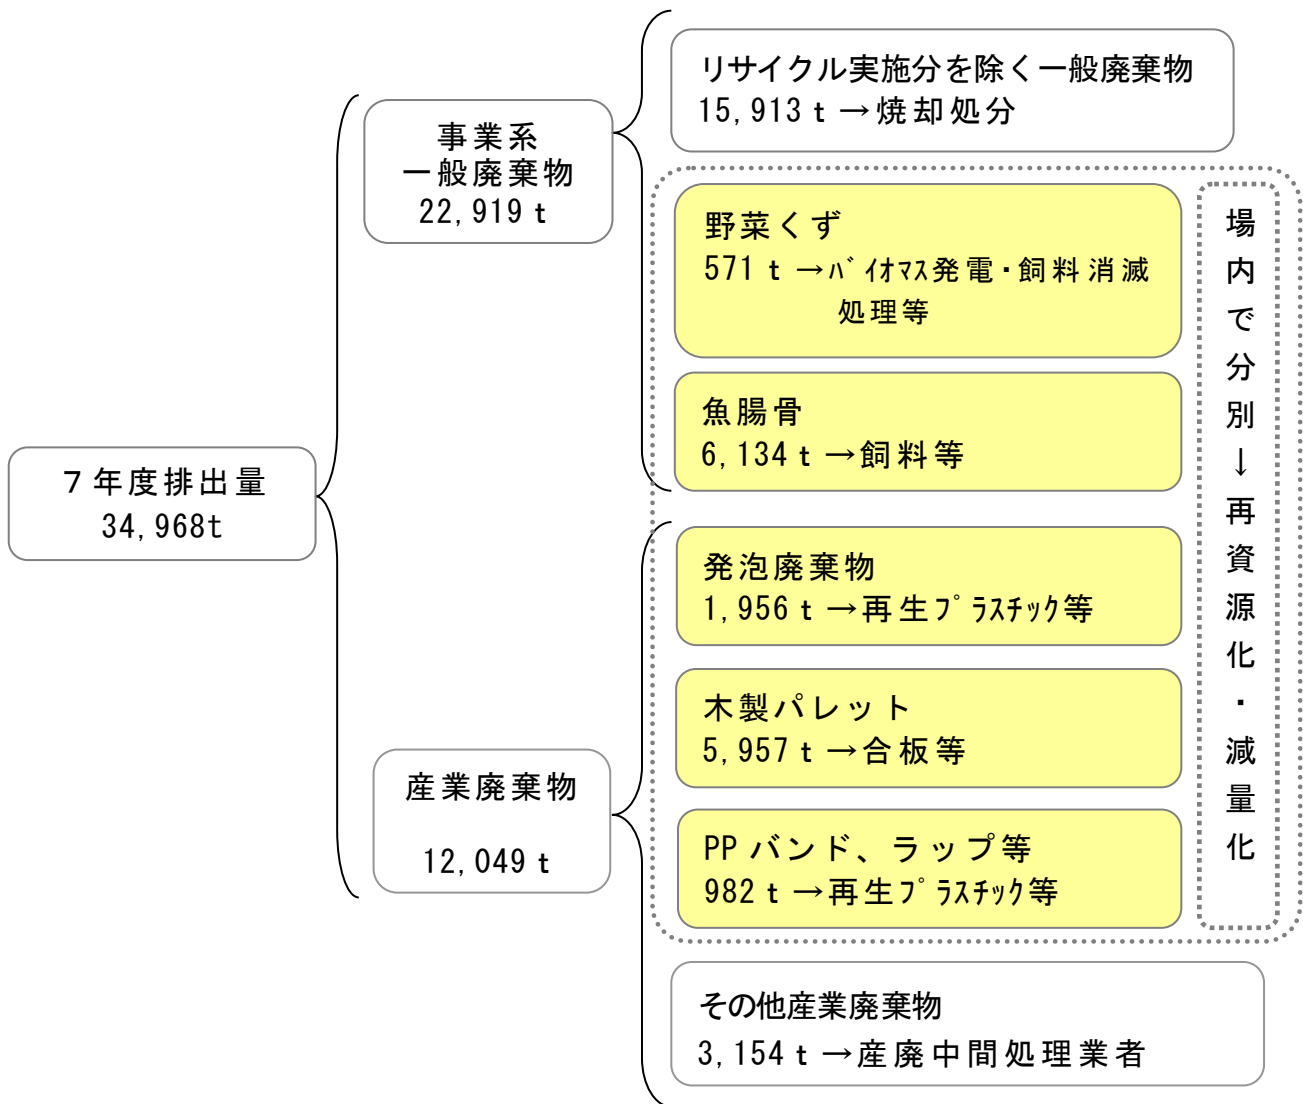 ７年度排出量
34,968t
事業系
一般廃棄物
22,919ｔ
産業廃棄物
12,049ｔ
リサイクル実施分を除く一般廃棄物
15,913ｔ→焼却処分
野菜くず
571ｔ→ﾊﾞｲｵﾏｽ発電・飼料消滅
処理等
魚腸骨
6,134ｔ→飼料等
発泡廃棄物
1,956ｔ→再生ﾌﾟﾗｽﾁｯｸ等
木製パレット
5,957ｔ→合板等
PPバンド、ラップ等
982ｔ→再生ﾌﾟﾗｽﾁｯｸ等
その他産業廃棄物
3,154ｔ→産廃中間処理業者
場内で分別→再資源化・減量化